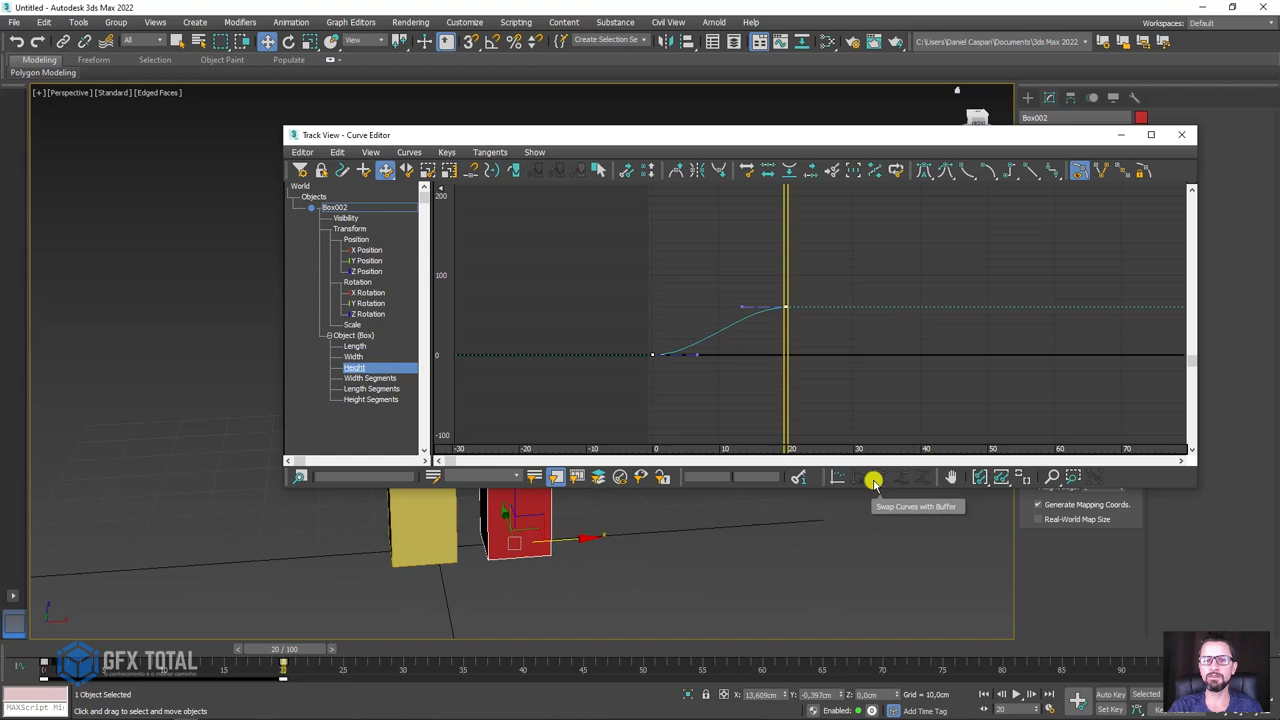 Untitled - Autodesk 3ds Max 2022
File Edit Tools Group Views Create Modifiers Animation Graph Editors Rendering Customize Scripting Content Substance Civil View Arnold Help
Workspaces: Default
All View Create Selection Se C:\Users\Daniel Caspari\Documents\3ds Max 2022
Modeling Freeform Selection Object Paint Populate
Polygon Modeling
[+] [Perspective] [Standard] [Edged Faces]
Box002
Track View - Curve Editor
Editor Edit View Curves Keys Tangents Show
World
Objects
Box002
Visibility
Transform
Position
X Position
Y Position
Z Position
Rotation
X Rotation
Y Rotation
Z Rotation
Scale
Object (Box)
Length
Width
Height
Width Segments
Length Segments
Height Segments
200
100
0
-100
-30 -20 -10 0 10 20 30 40 50 60 70
Swap Curves with Buffer
Generate Mapping Coords.
Real-World Map Size
20 / 100
15 20 25 30 35 40 45 50 55 60 65 70 75 80 85 90
GFX TOTAL
o conhecimento é o melhor caminho
1 Object Selected
X: 13,609cm Y: -0,397cm Z: 0,0cm Grid = 10,0cm
Auto Key Selected
MAXScript Mi
Click and drag to select and move objects
Enabled: Add Time Tag
20
Set Key